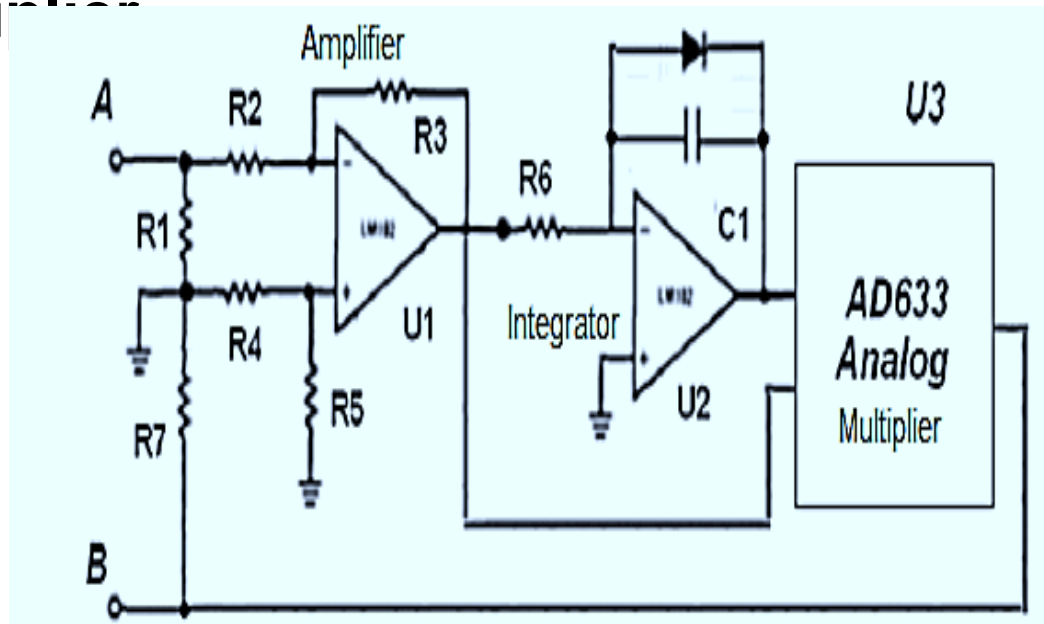 Amplifier
A
R2
R3
U3
R6
R1
C1
R4
U1
Integrator
AD633
Analog
Multiplier
R5
U2
R7
B